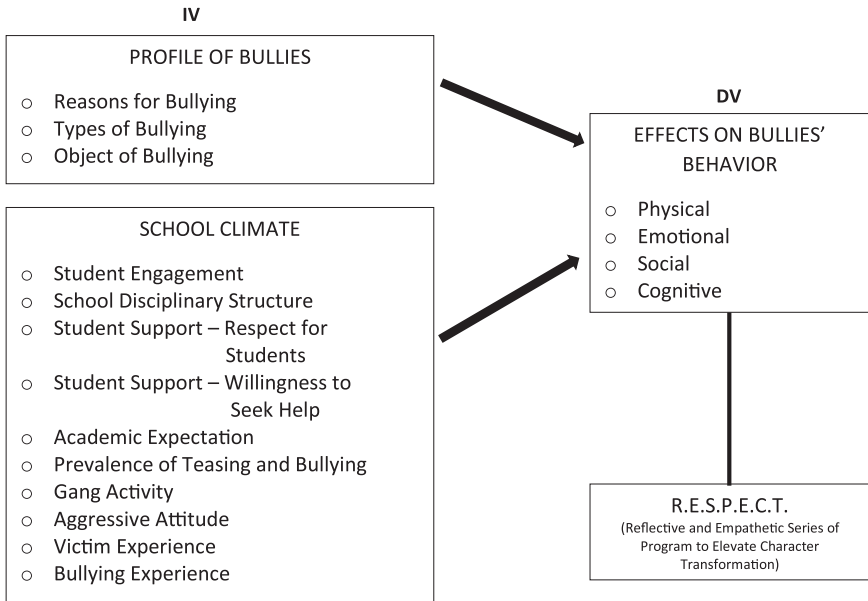 IV
PROFILE OF BULLIES
○ Reasons for Bullying
○ Types of Bullying
○ Object of Bullying
SCHOOL CLIMATE
○ Student Engagement
○ School Disciplinary Structure
○ Student Support – Respect for
Students
○ Student Support – Willingness to
Seek Help
○ Academic Expectation
○ Prevalence of Teasing and Bullying
○ Gang Activity
○ Aggressive Attitude
○ Victim Experience
○ Bullying Experience
DV
EFFECTS ON BULLIES’
BEHAVIOR
○ Physical
○ Emotional
○ Social
○ Cognitive
R.E.S.P.E.C.T.
(Reflective and Empathetic Series of
Program to Elevate Character
Transformation)